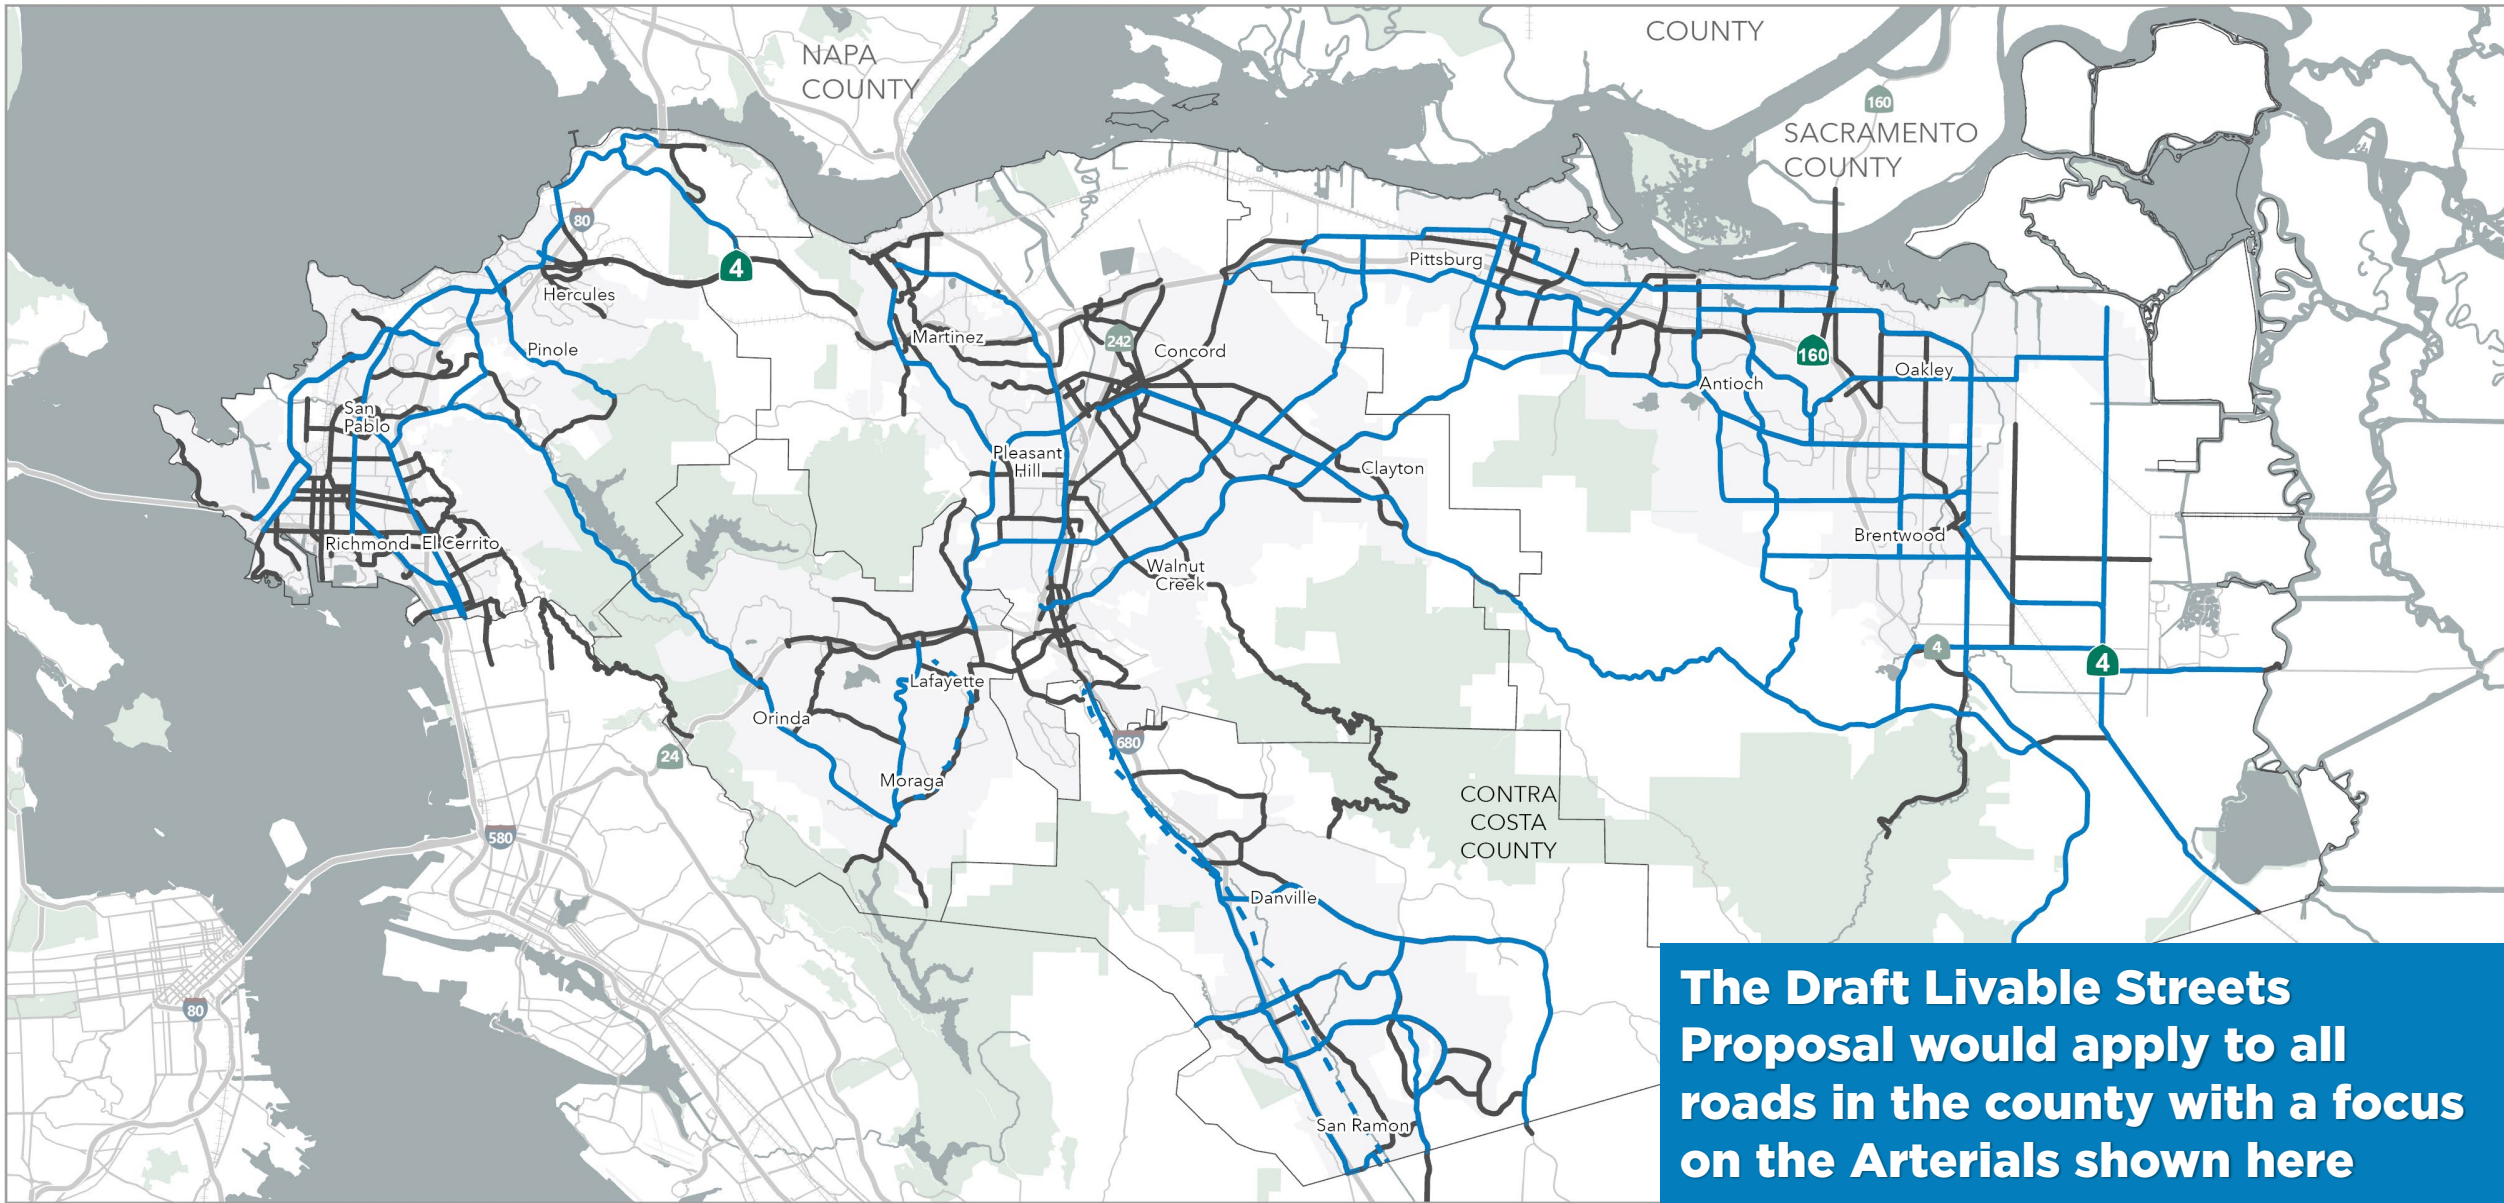 COUNTY
NAPA
COUNTY
160
SACRAMENTO
COUNTY
80
4
Hercules
Pittsburg
Martinez
242
Concord
160
Pinole
Oakley
Antioch
San
Pablo
Pleasant
Hill
Clayton
Richmond
El Cerrito
Brentwood
Walnut
Creek
4
4
Lafayette
Orinda
24
680
Moraga
CONTRA
COSTA
COUNTY
580
Danville
80
San Ramon
The Draft Livable Streets
Proposal would apply to all
roads in the county with a focus
on the Arterials shown here